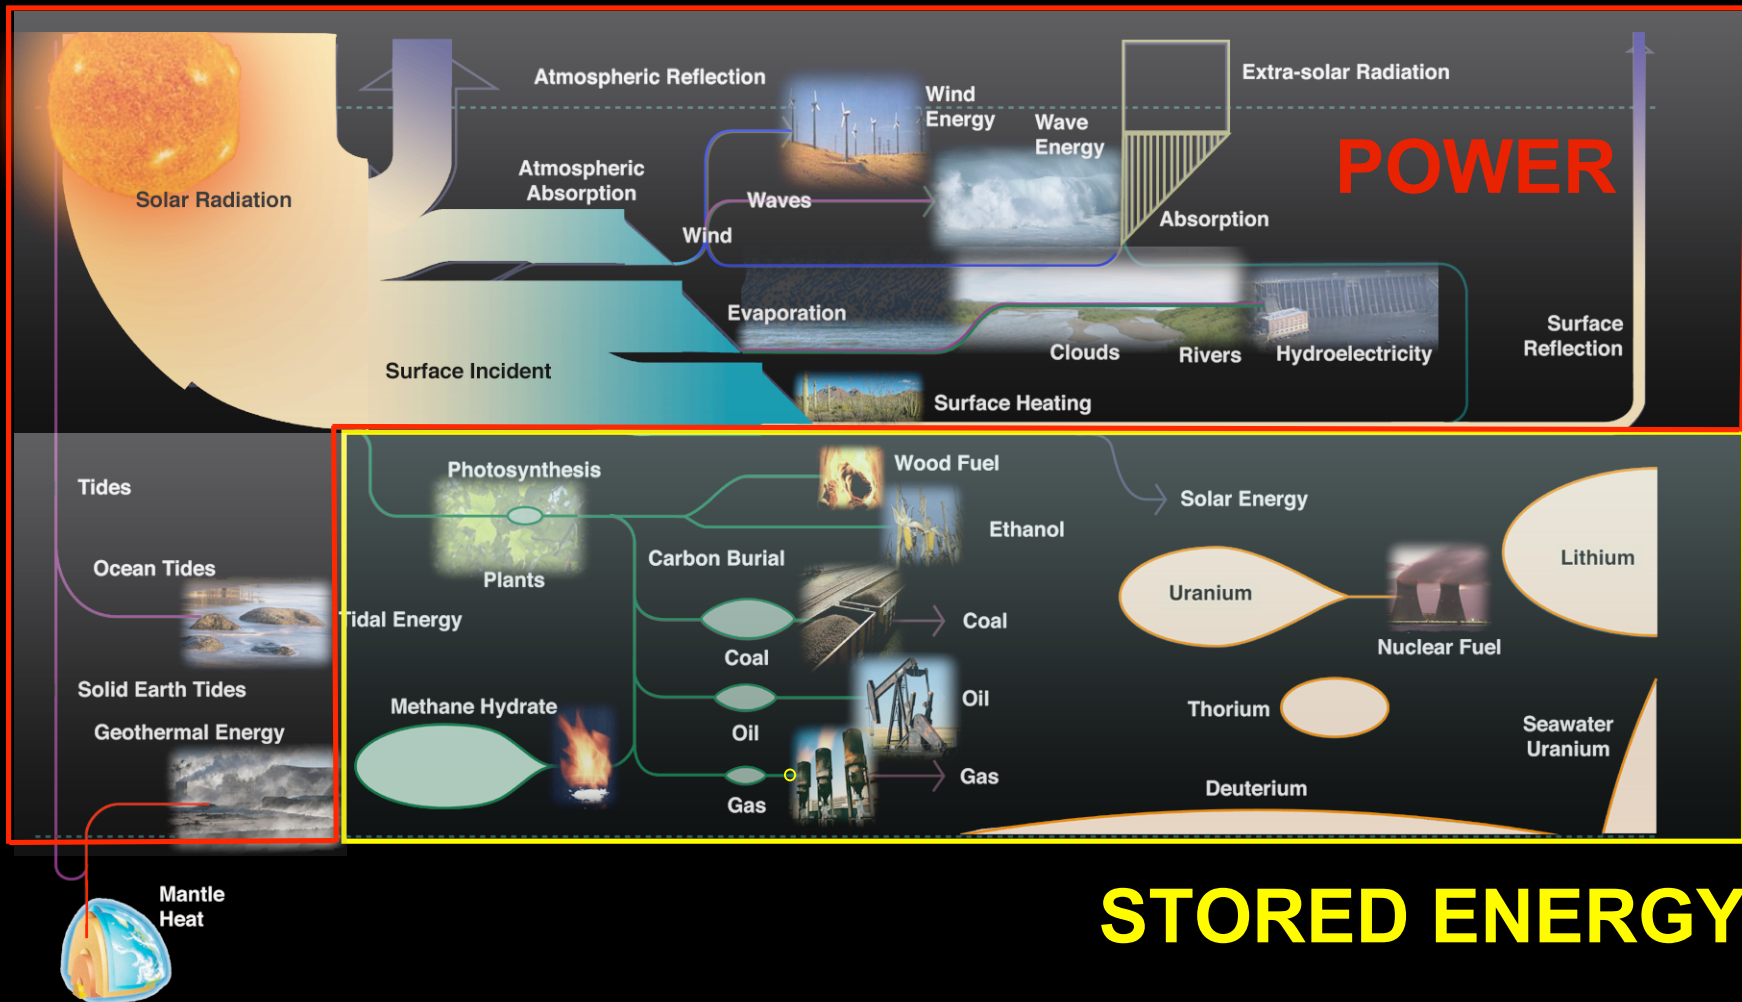 Atmospheric Reflection
Extra-solar Radiation
Wind
Energy
Wave
Energy
POWER
Atmospheric
Absorption
Solar Radiation
Waves
Absorption
Wind
Evaporation
Surface
Reflection
Clouds
Rivers
Hydroelectricity
Surface Incident
Surface Heating
Tides
Ocean Tides
Tidal Energy
Solid Earth Tides
Geothermal Energy
Photosynthesis
Plants
Wood Fuel
Ethanol
Carbon Burial
Coal
Coal
Methane Hydrate
Oil
Oil
Gas
Gas
Solar Energy
Uranium
Nuclear Fuel
Lithium
Thorium
Seawater
Uranium
Deuterium
Mantle
Heat
STORED ENERGY